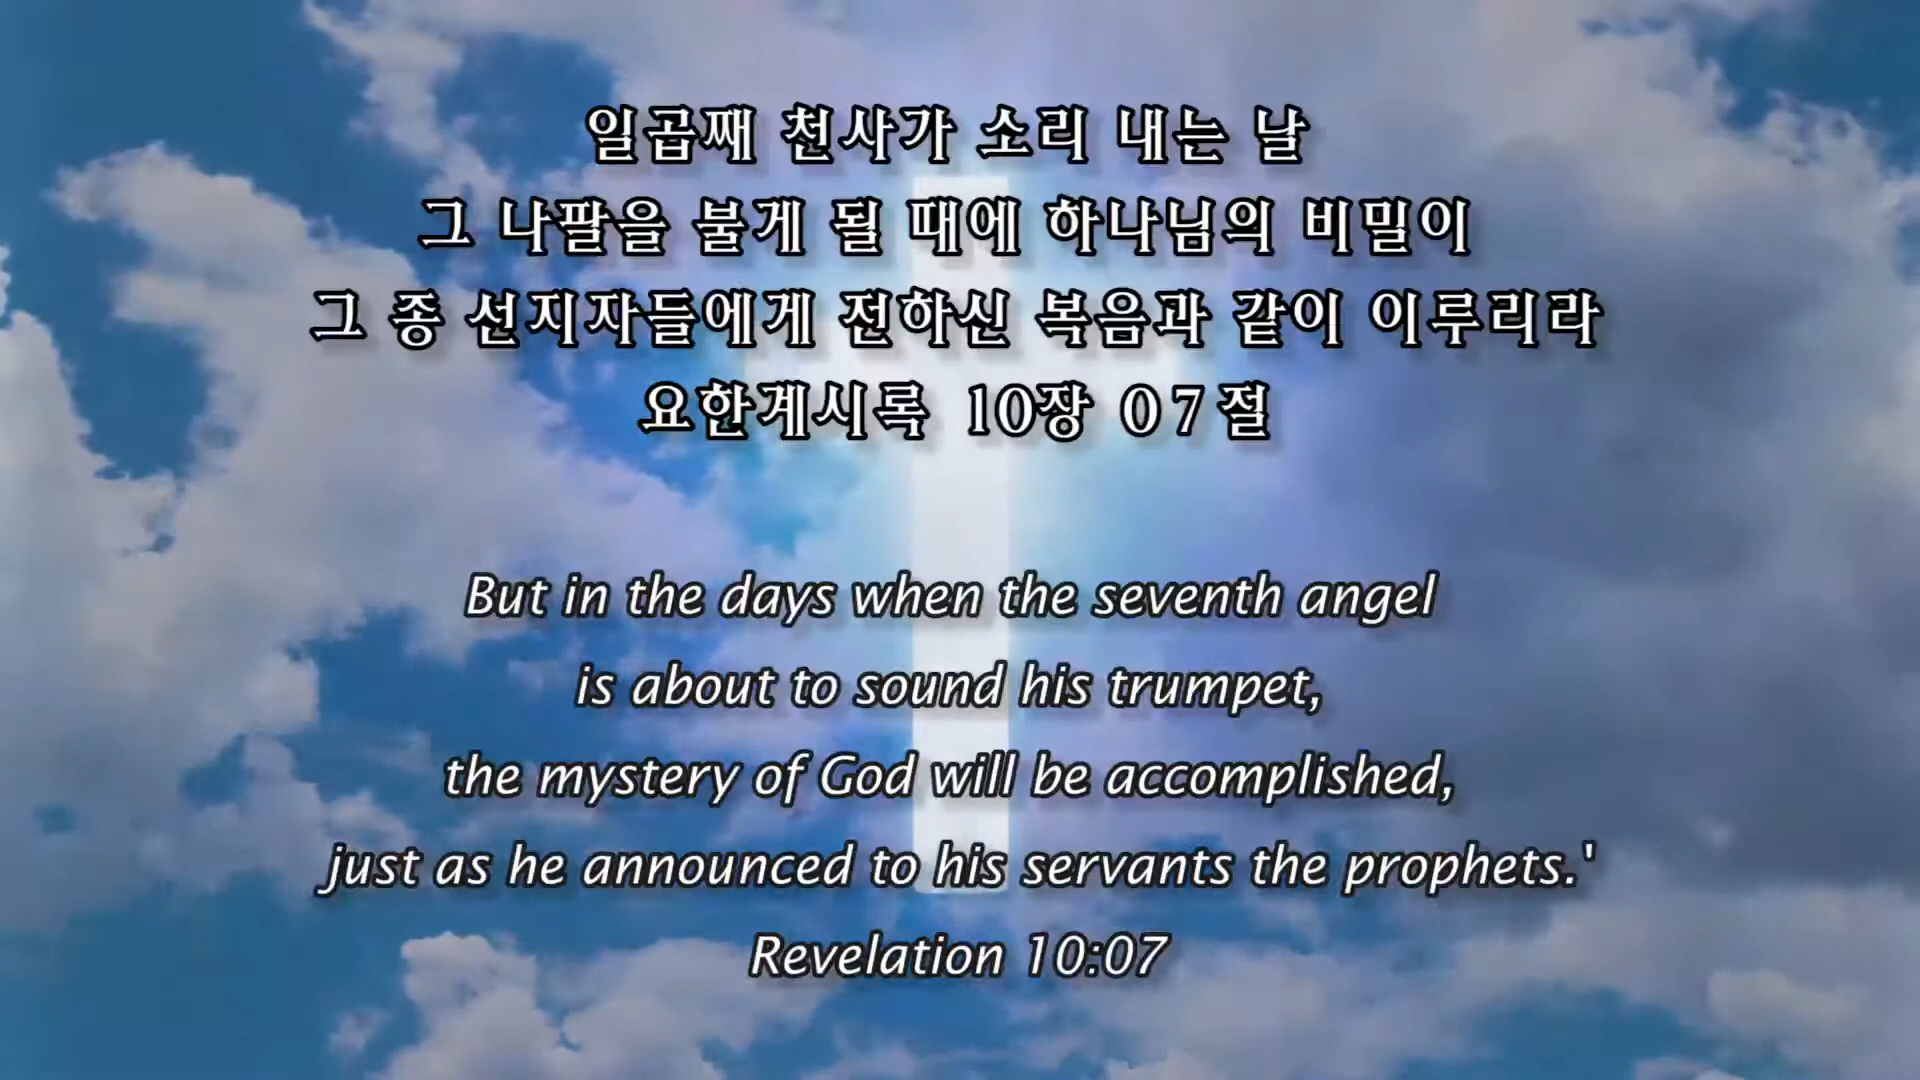 일곱째 천사가 소리 내는 날
그 나팔을 불게 될 때에 하나님의 비밀이
그 종 선지자들에게 전하신 복음과 같이 이루리라
요한계시록 10장 07절
But in the days when the seventh angel
is about to sound his trumpet,
the mystery of God will be accomplished,
just as he announced to his servants the prophets.'
Revelation 10:07